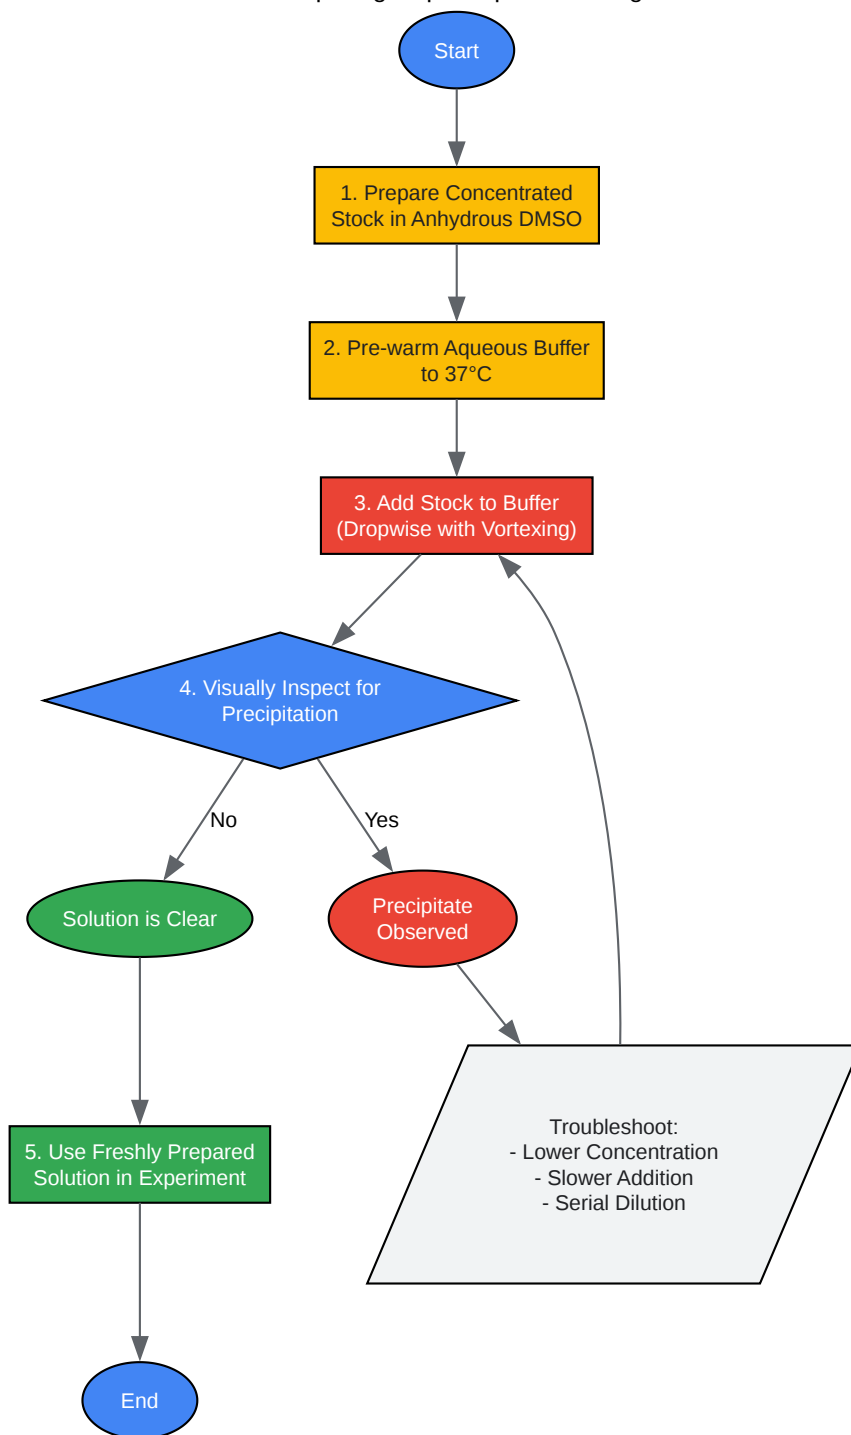 Start
1. Prepare Concentrated
Stock in Anhydrous DMSO
2. Pre-warm Aqueous Buffer
to 37°C
3. Add Stock to Buffer
(Dropwise with Vortexing)
4. Visually Inspect for
Precipitation
No
Yes
Solution is Clear
Precipitate
Observed
Troubleshoot:
- Lower Concentration
- Slower Addition
- Serial Dilution
5. Use Freshly Prepared
Solution in Experiment
End